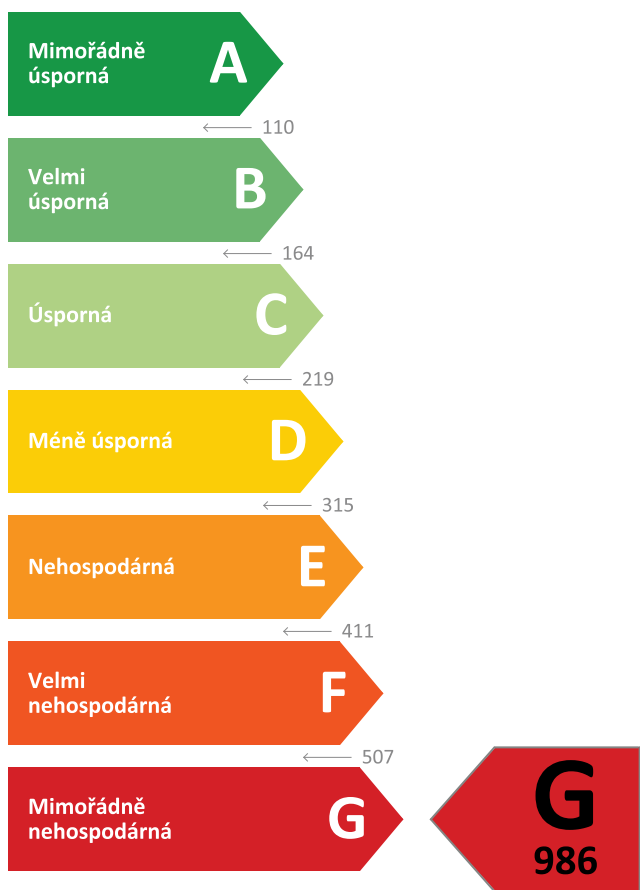 Mimořádně
úsporná
A
110
Velmi
úsporná
B
164
Úsporná
C
219
Méně úsporná
D
315
Nehospodárná
E
411
Velmi
nehospodárná
F
507
Mimořádně
nehospodárná
G
G
986